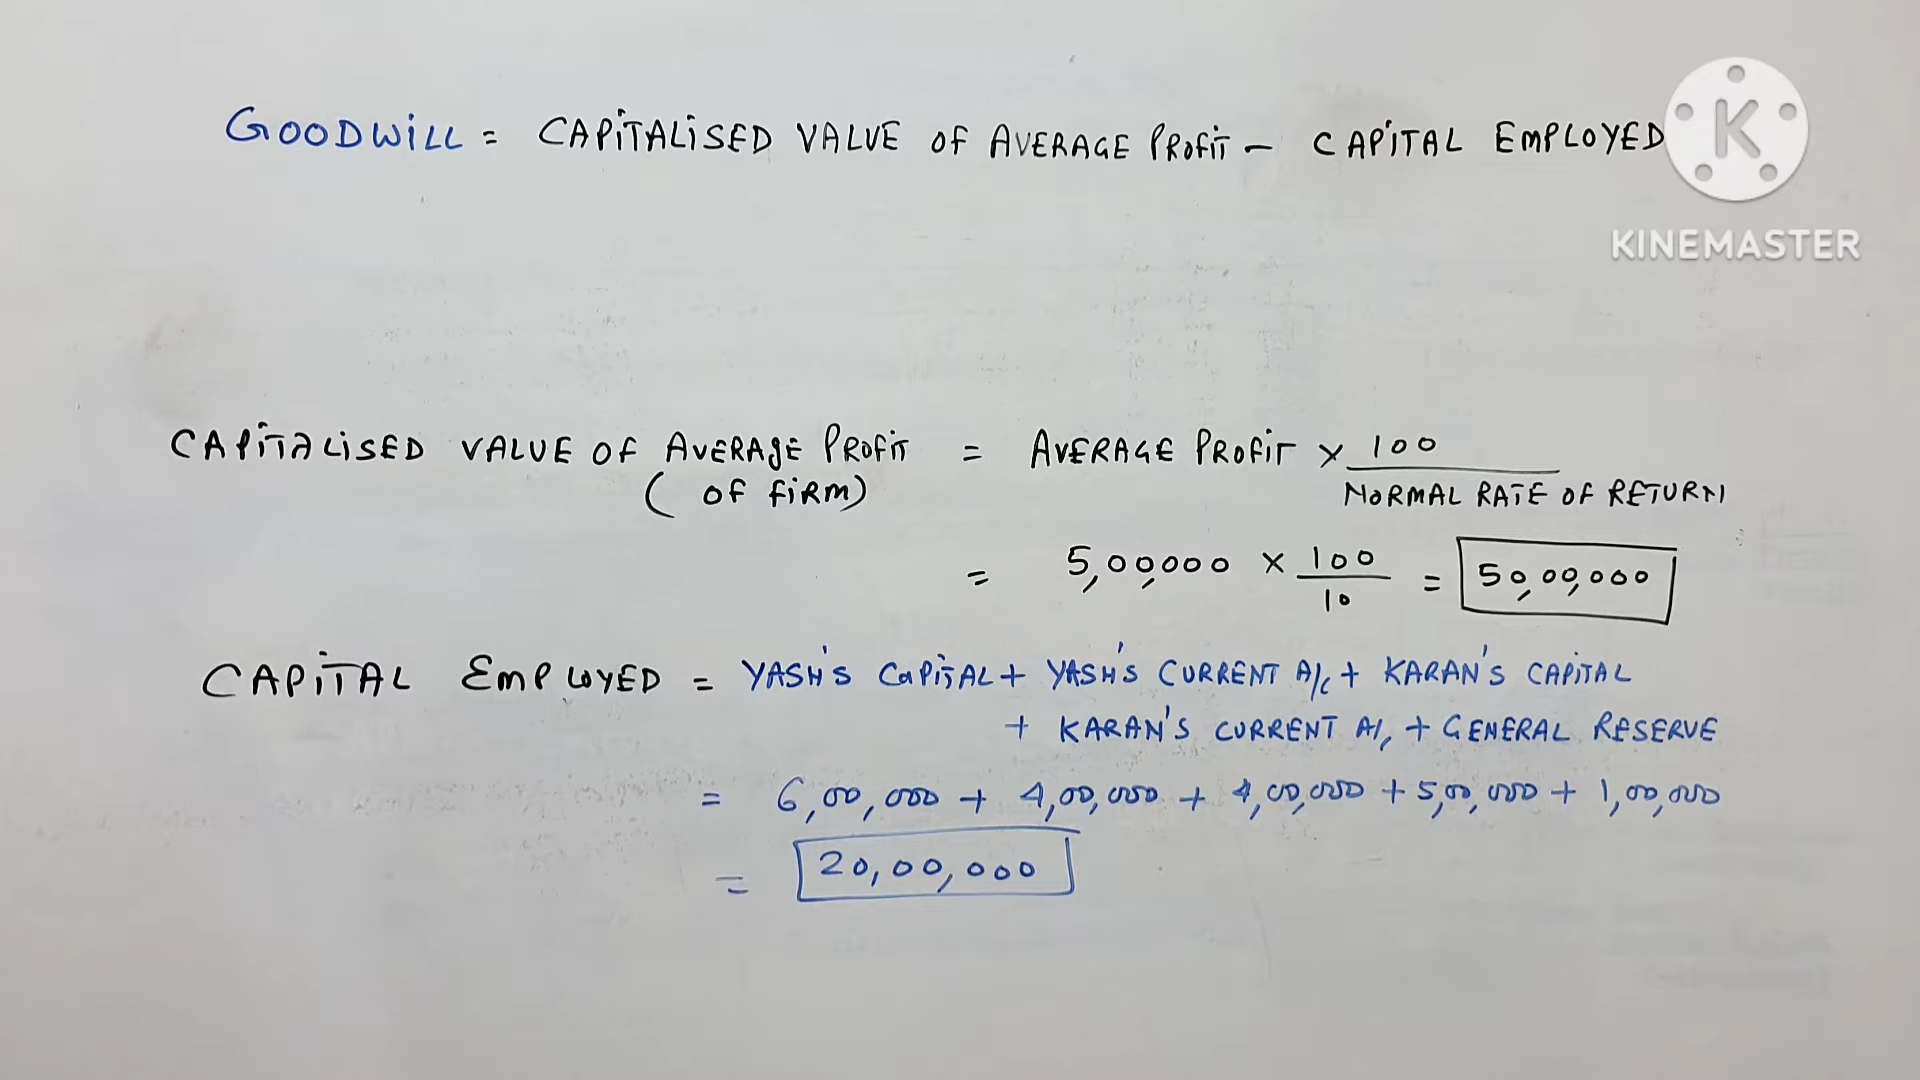 GOODWILL = CAPITALISED VALUE OF AVERAGE PROFIT - CAPITAL EMPLOYED
K
KINEMASTER
CAPITALISED VALUE OF AVERAGE PROFIT = AVERAGE PROFIT × 100
( OF FIRM) NORMAL RATE OF RETURN
= 5,00,000 × 100/10 = 50,00,000
CAPITAL EMPLOYED = YASH'S CAPITAL + YASH'S CURRENT A/C + KARAN'S CAPITAL
+ KARAN'S CURRENT A/C + GENERAL RESERVE
= 6,00,000 + 4,00,000 + 4,00,000 + 5,00,000 + 1,00,000
= 20,00,000